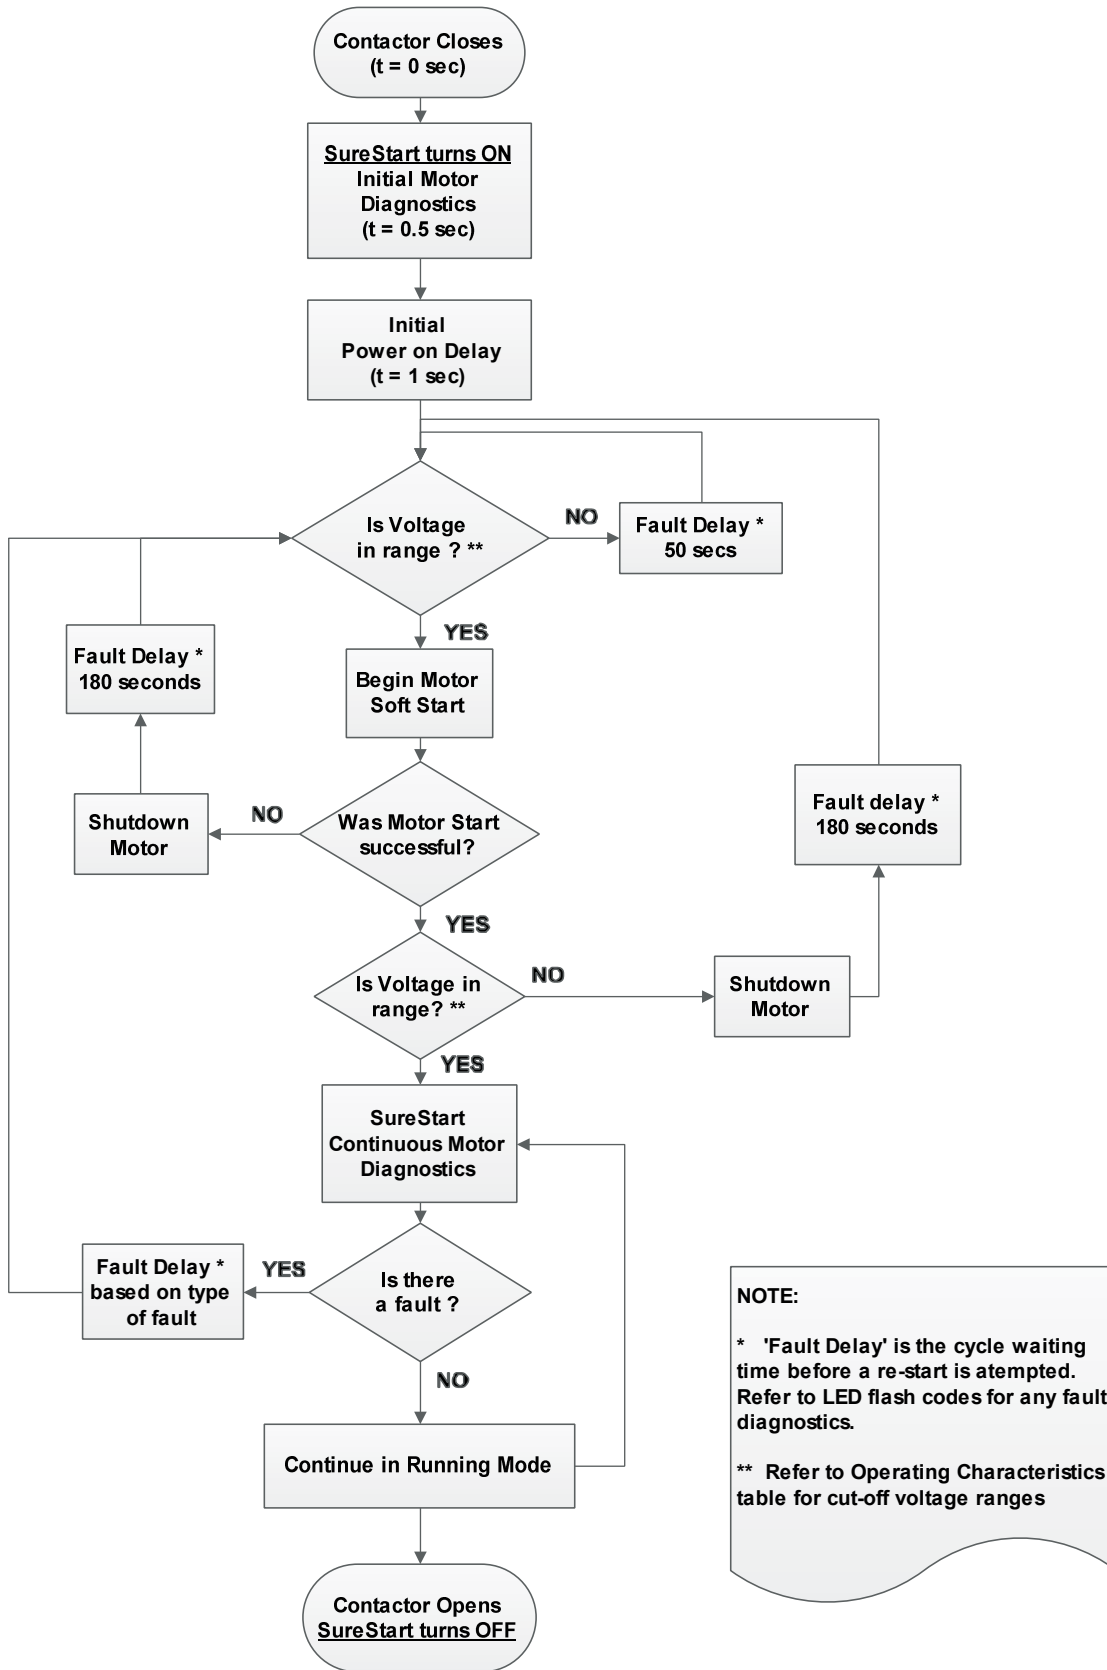 Contactor Closes
(t = 0 sec)
SureStart turns ON
Initial Motor
Diagnostics
(t = 0.5 sec)
Initial
Power on Delay
(t = 1 sec)
Is Voltage
in range ? **
NO
Fault Delay *
50 secs
YES
Begin Motor
Soft Start
Fault Delay *
180 seconds
Was Motor Start
successful?
NO
Shutdown
Motor
Fault delay *
180 seconds
YES
Is Voltage in
range? **
NO
Shutdown
Motor
YES
SureStart
Continuous Motor
Diagnostics
Is there
a fault ?
YES
Fault Delay *
based on type
of fault
NO
Continue in Running Mode
Contactor Opens
SureStart turns OFF
NOTE:
* 'Fault Delay' is the cycle waiting
time before a re-start is atempted.
Refer to LED flash codes for any fault
diagnostics.
** Refer to Operating Characteristics
table for cut-off voltage ranges